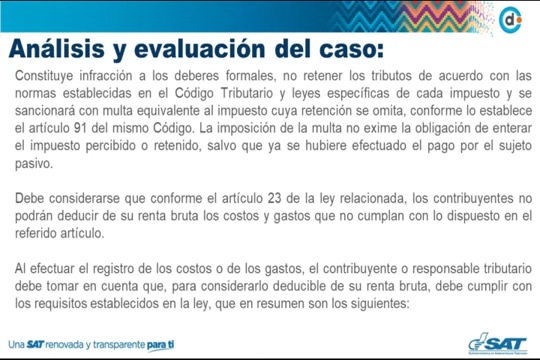 Análisis y evaluación del caso:
Constituye infracción a los deberes formales, no retener los tributos de acuerdo con las
normas establecidas en el Código Tributario y leyes específicas de cada impuesto y se
sancionará con multa equivalente al impuesto cuya retención se omita, conforme lo establece
el artículo 91 del mismo Código. La imposición de la multa no exime la obligación de enterar
el impuesto percibido o retenido, salvo que ya se hubiere efectuado el pago por el sujeto
pasivo.
Debe considerarse que conforme el artículo 23 de la ley relacionada, los contribuyentes no
podrán deducir de su renta bruta los costos y gastos que no cumplan con lo dispuesto en el
referido artículo.
Al efectuar el registro de los costos o de los gastos, el contribuyente o responsable tributario
debe tomar en cuenta que, para considerarlo deducible de su renta bruta, debe cumplir con
los requisitos establecidos en la ley, que en resumen son los siguientes:
Una SAT renovada y transparente para ti
SAT